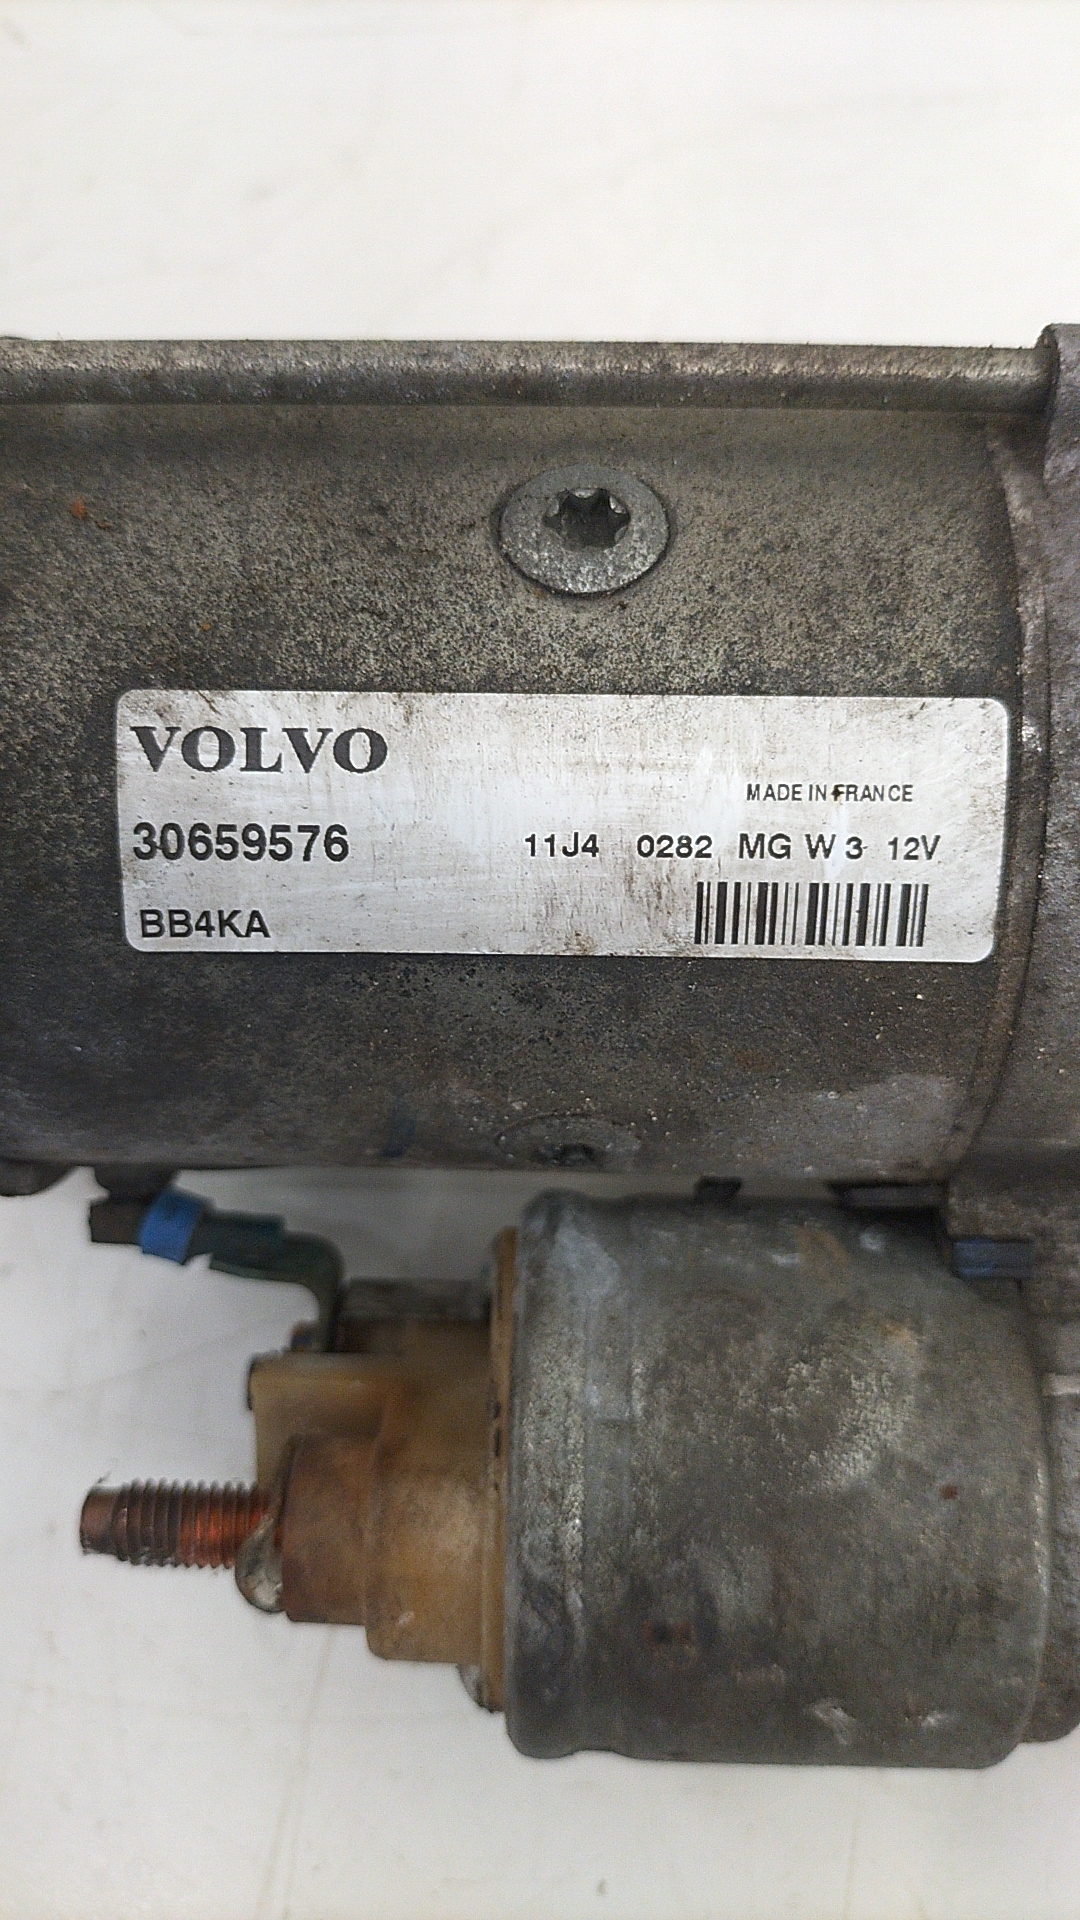 VOLVO
MADE IN FRANCE
30659576 11J4 0282 MG W 3 12V
BB4KA